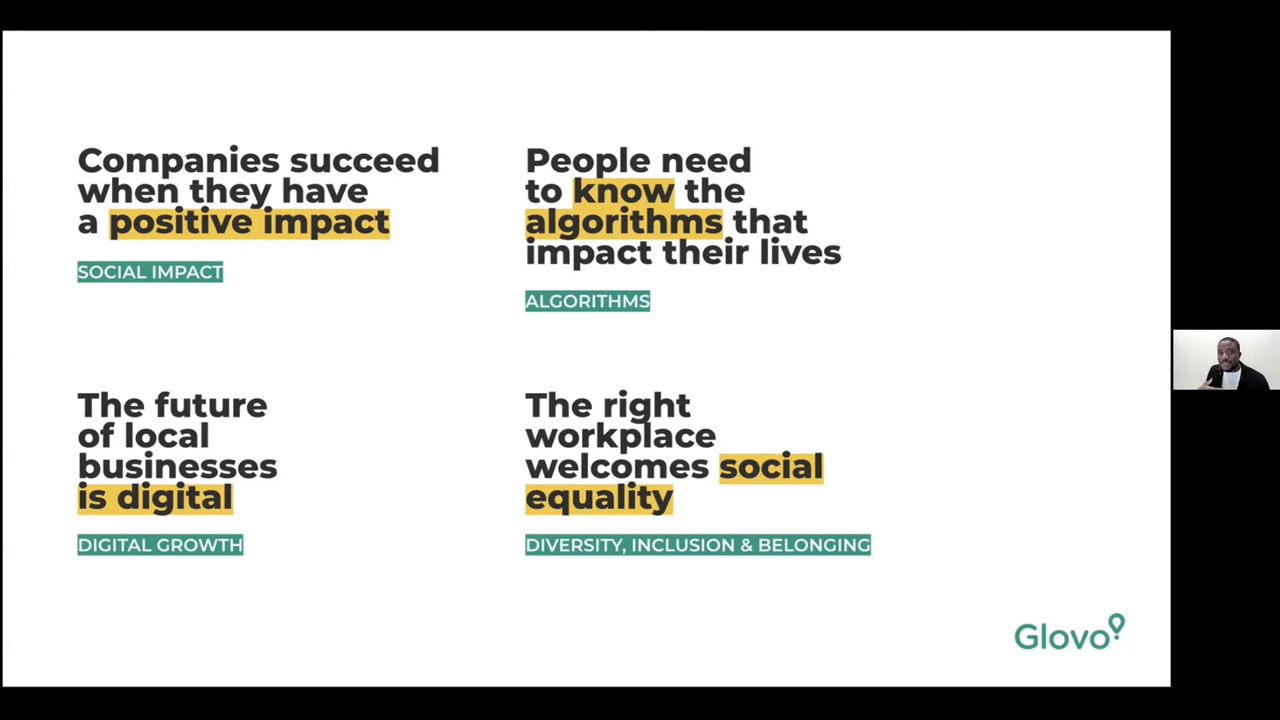 Companies succeed
when they have
a positive impact
SOCIAL IMPACT
People need
to know the
algorithms that
impact their lives
ALGORITHMS
The future
of local
businesses
is digital
DIGITAL GROWTH
The right
workplace
welcomes social
equality
DIVERSITY, INCLUSION & BELONGING
Glovo